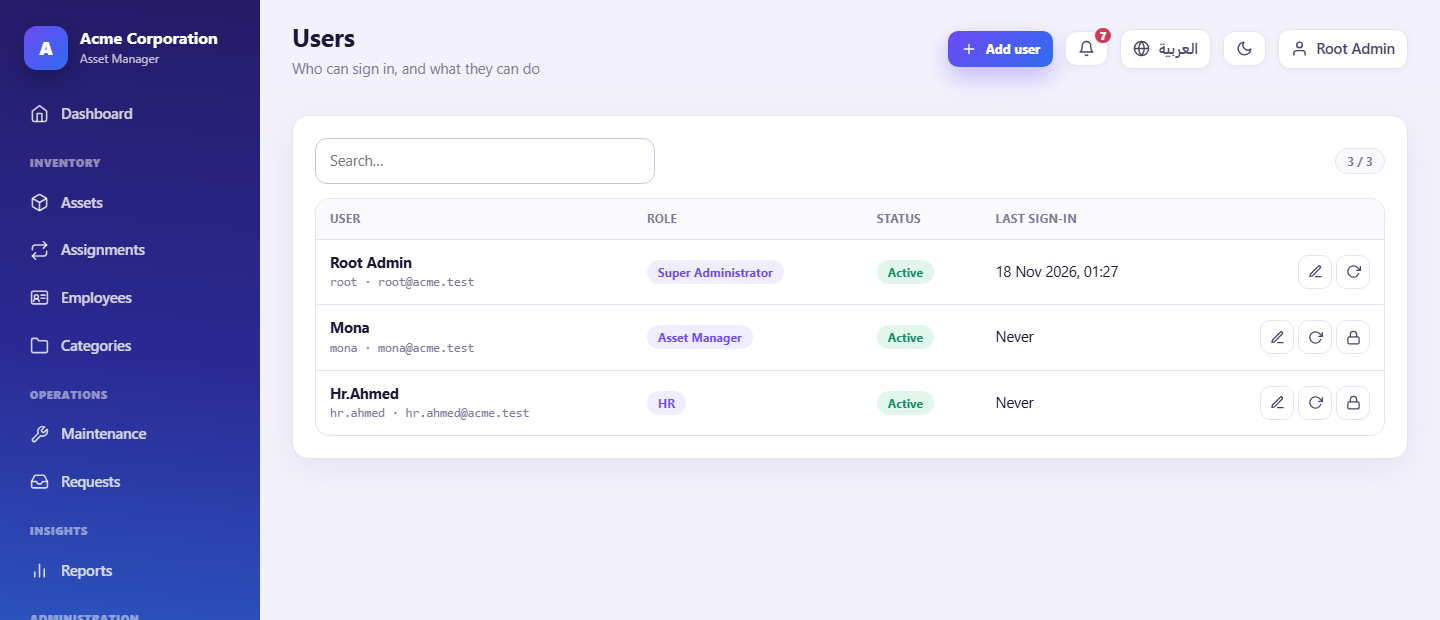 A
Acme Corporation
Asset Manager
Dashboard
INVENTORY
Assets
Assignments
Employees
Categories
OPERATIONS
Maintenance
Requests
INSIGHTS
Reports
ADMINISTRATION
Users
Who can sign in, and what they can do
Add user
7
العربية
Root Admin
Search...
3 / 3
USER ROLE STATUS LAST SIGN-IN
Root Admin
root · root@acme.test
Super Administrator
Active
18 Nov 2026, 01:27
Mona
mona · mona@acme.test
Asset Manager
Active
Never
Hr.Ahmed
hr.ahmed · hr.ahmed@acme.test
HR
Active
Never